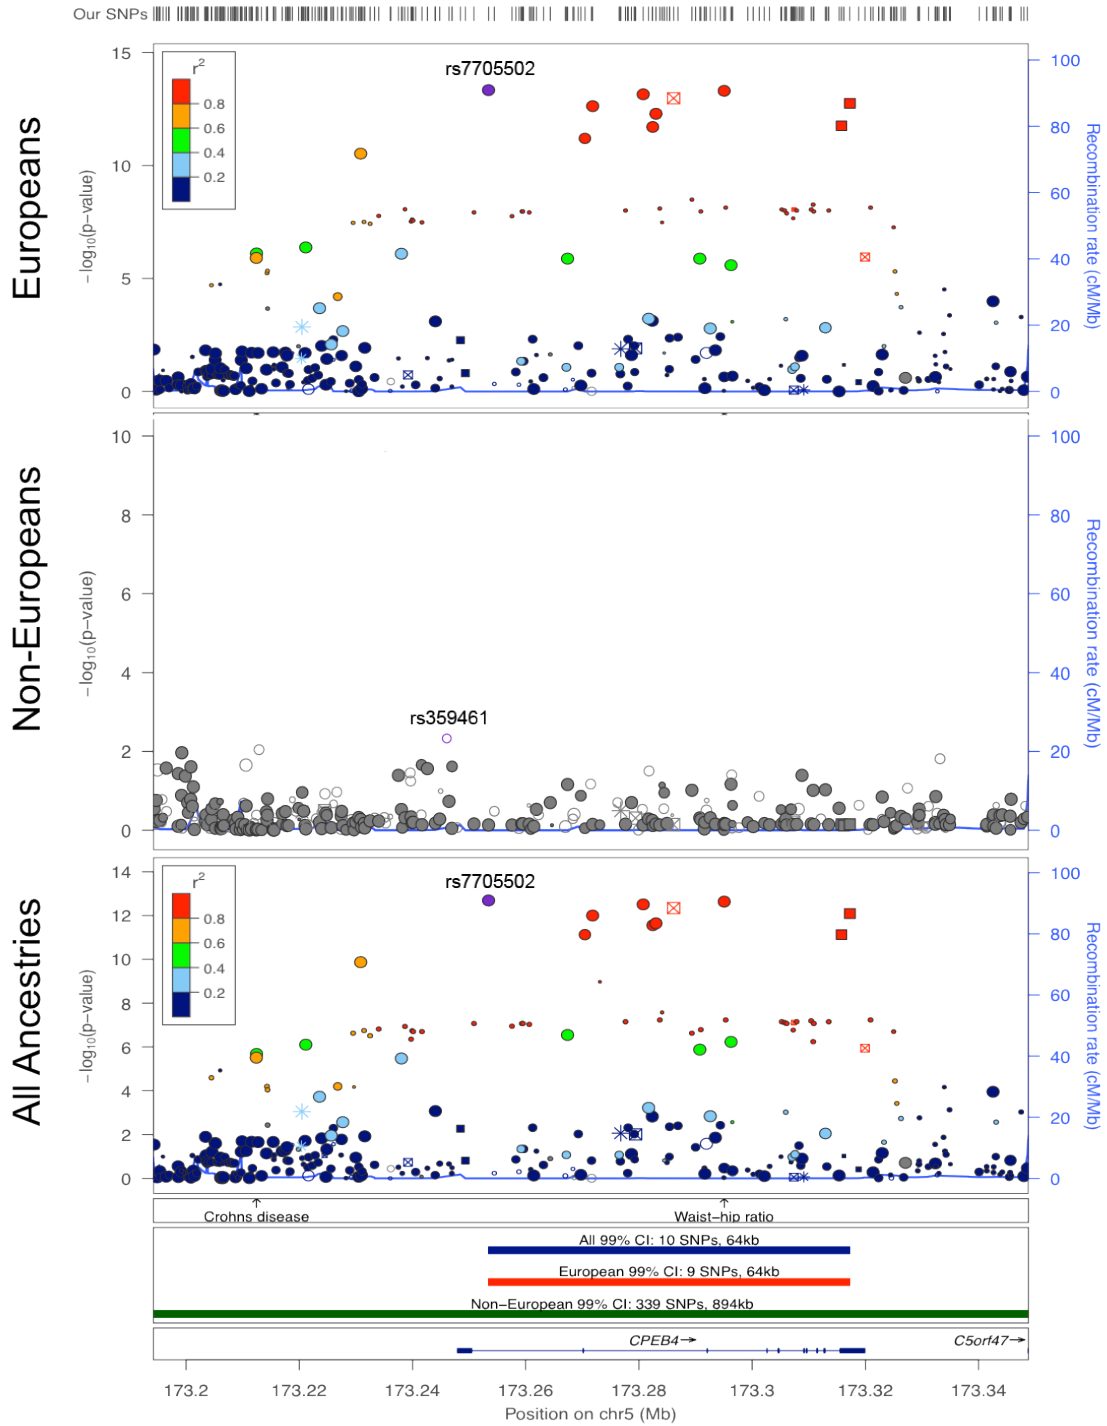 Our SNPs
Europeans
−log10(p−value)
15
10
5
0
r2
0.8
0.6
0.4
0.2
rs7705502
100
80
60
40
20
0
Recombination rate (cM/Mb)
Non-Europeans
−log10(p−value)
10
8
6
4
2
0
rs359461
100
80
60
40
20
0
Recombination rate (cM/Mb)
All Ancestries
−log10(p−value)
14
12
10
8
6
4
2
0
r2
0.8
0.6
0.4
0.2
rs7705502
100
80
60
40
20
0
Recombination rate (cM/Mb)
Crohns disease Waist−hip ratio
All 99% CI: 10 SNPs, 64kb
European 99% CI: 9 SNPs, 64kb
Non−European 99% CI: 339 SNPs, 894kb
CPEB4→ C5orf47→
173.2 173.22 173.24 173.26 173.28 173.3 173.32 173.34
Position on chr5 (Mb)